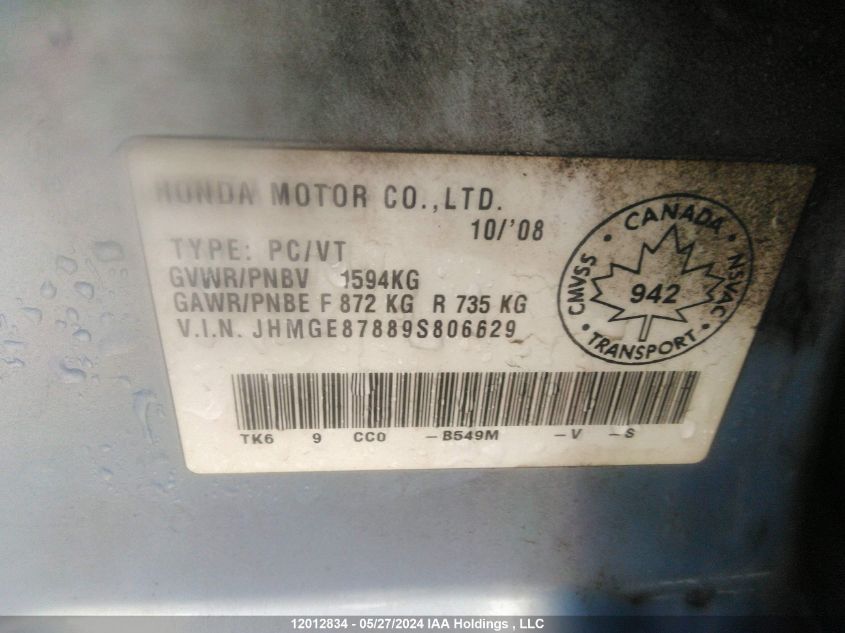 HONDA MOTOR CO.,LTD.
10/'08
TYPE: PC/VT
GVWR/PNBV 1594KG
GAWR/PNBE F 872 KG R 735 KG
V.I.N. JHMGE87889S806629
CANADA
CMVSS
942
NSVAC
TRANSPORT
TK6 9 CC0 -B549M -V -S
12012834 - 05/27/2024 IAA Holdings , LLC